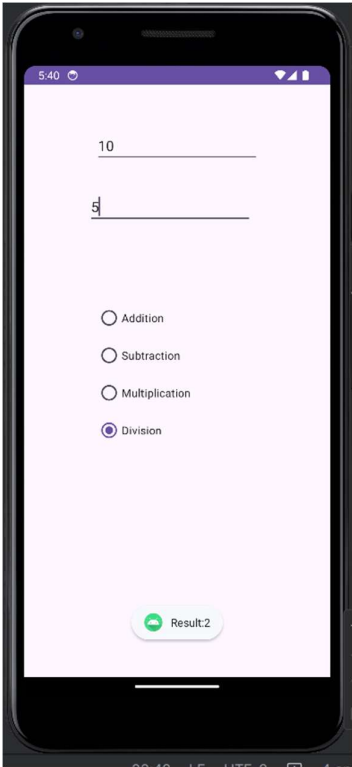 5:40
10
5
Addition
Subtraction
Multiplication
Division
Result:2